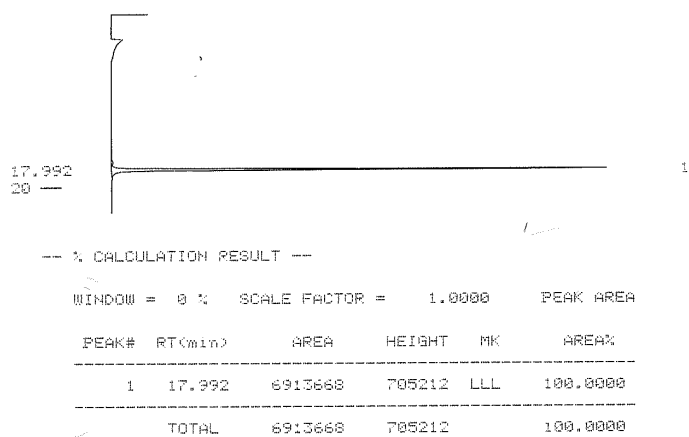 17.992 1
20 —
-- % CALCULATION RESULT --
WINDOW = 0 % SCALE FACTOR = 1.0000 PEAK AREA
PEAK# RT(min) AREA HEIGHT MK AREA%
1 17.992 6913668 705212 LLL 100.0000
TOTAL 6913668 705212 100.0000